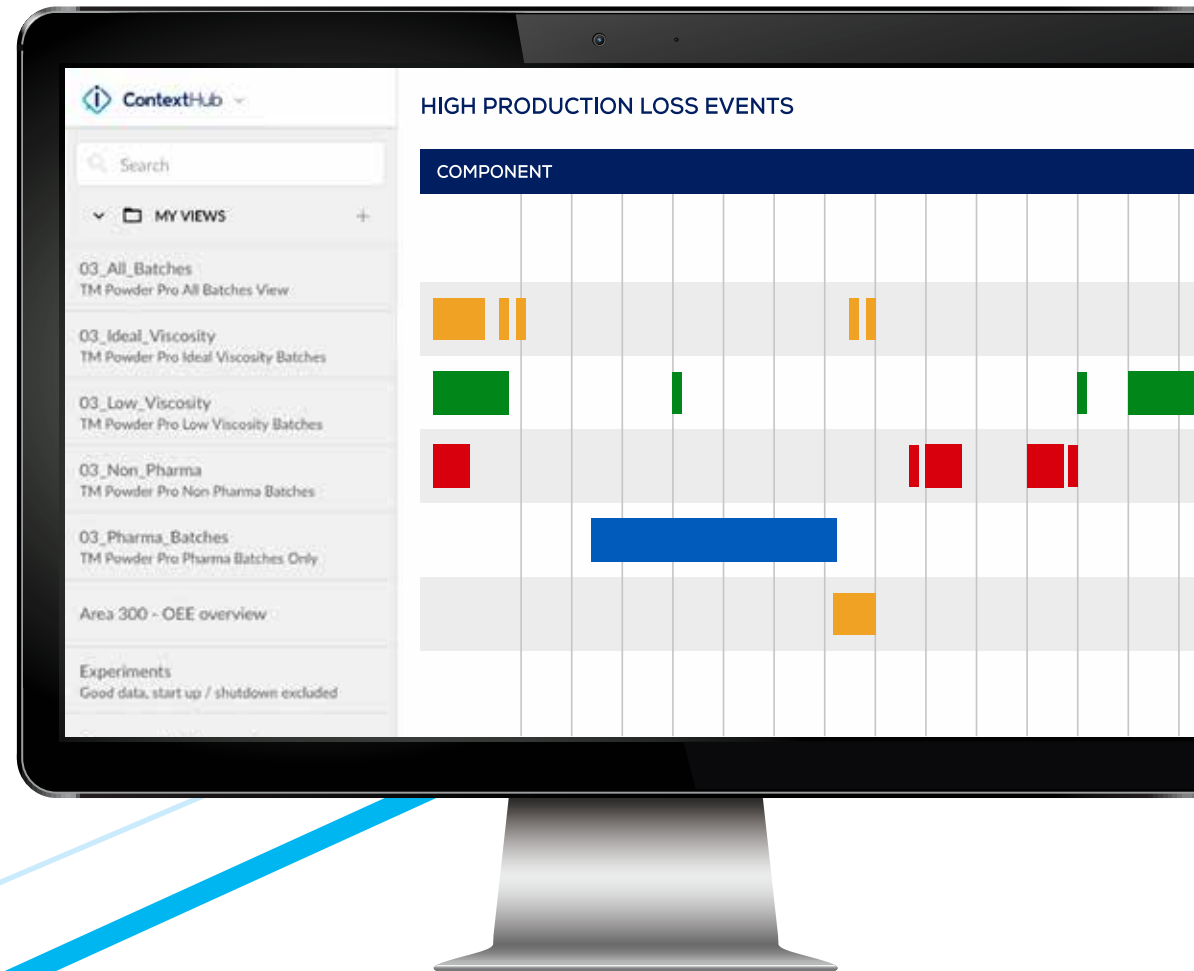 ContextHub
Search
MY VIEWS
03_All_Batches
TM Powder Pro All Batches View
03_Ideal_Viscosity
TM Powder Pro Ideal Viscosity Batches
03_Low_Viscosity
TM Powder Pro Low Viscosity Batches
03_Non_Pharma
TM Powder Pro Non Pharma Batches
03_Pharma_Batches
TM Powder Pro Pharma Batches Only
Area 300 - OEE overview
Experiments
Good data, start up / shutdown excluded
HIGH PRODUCTION LOSS EVENTS
COMPONENT